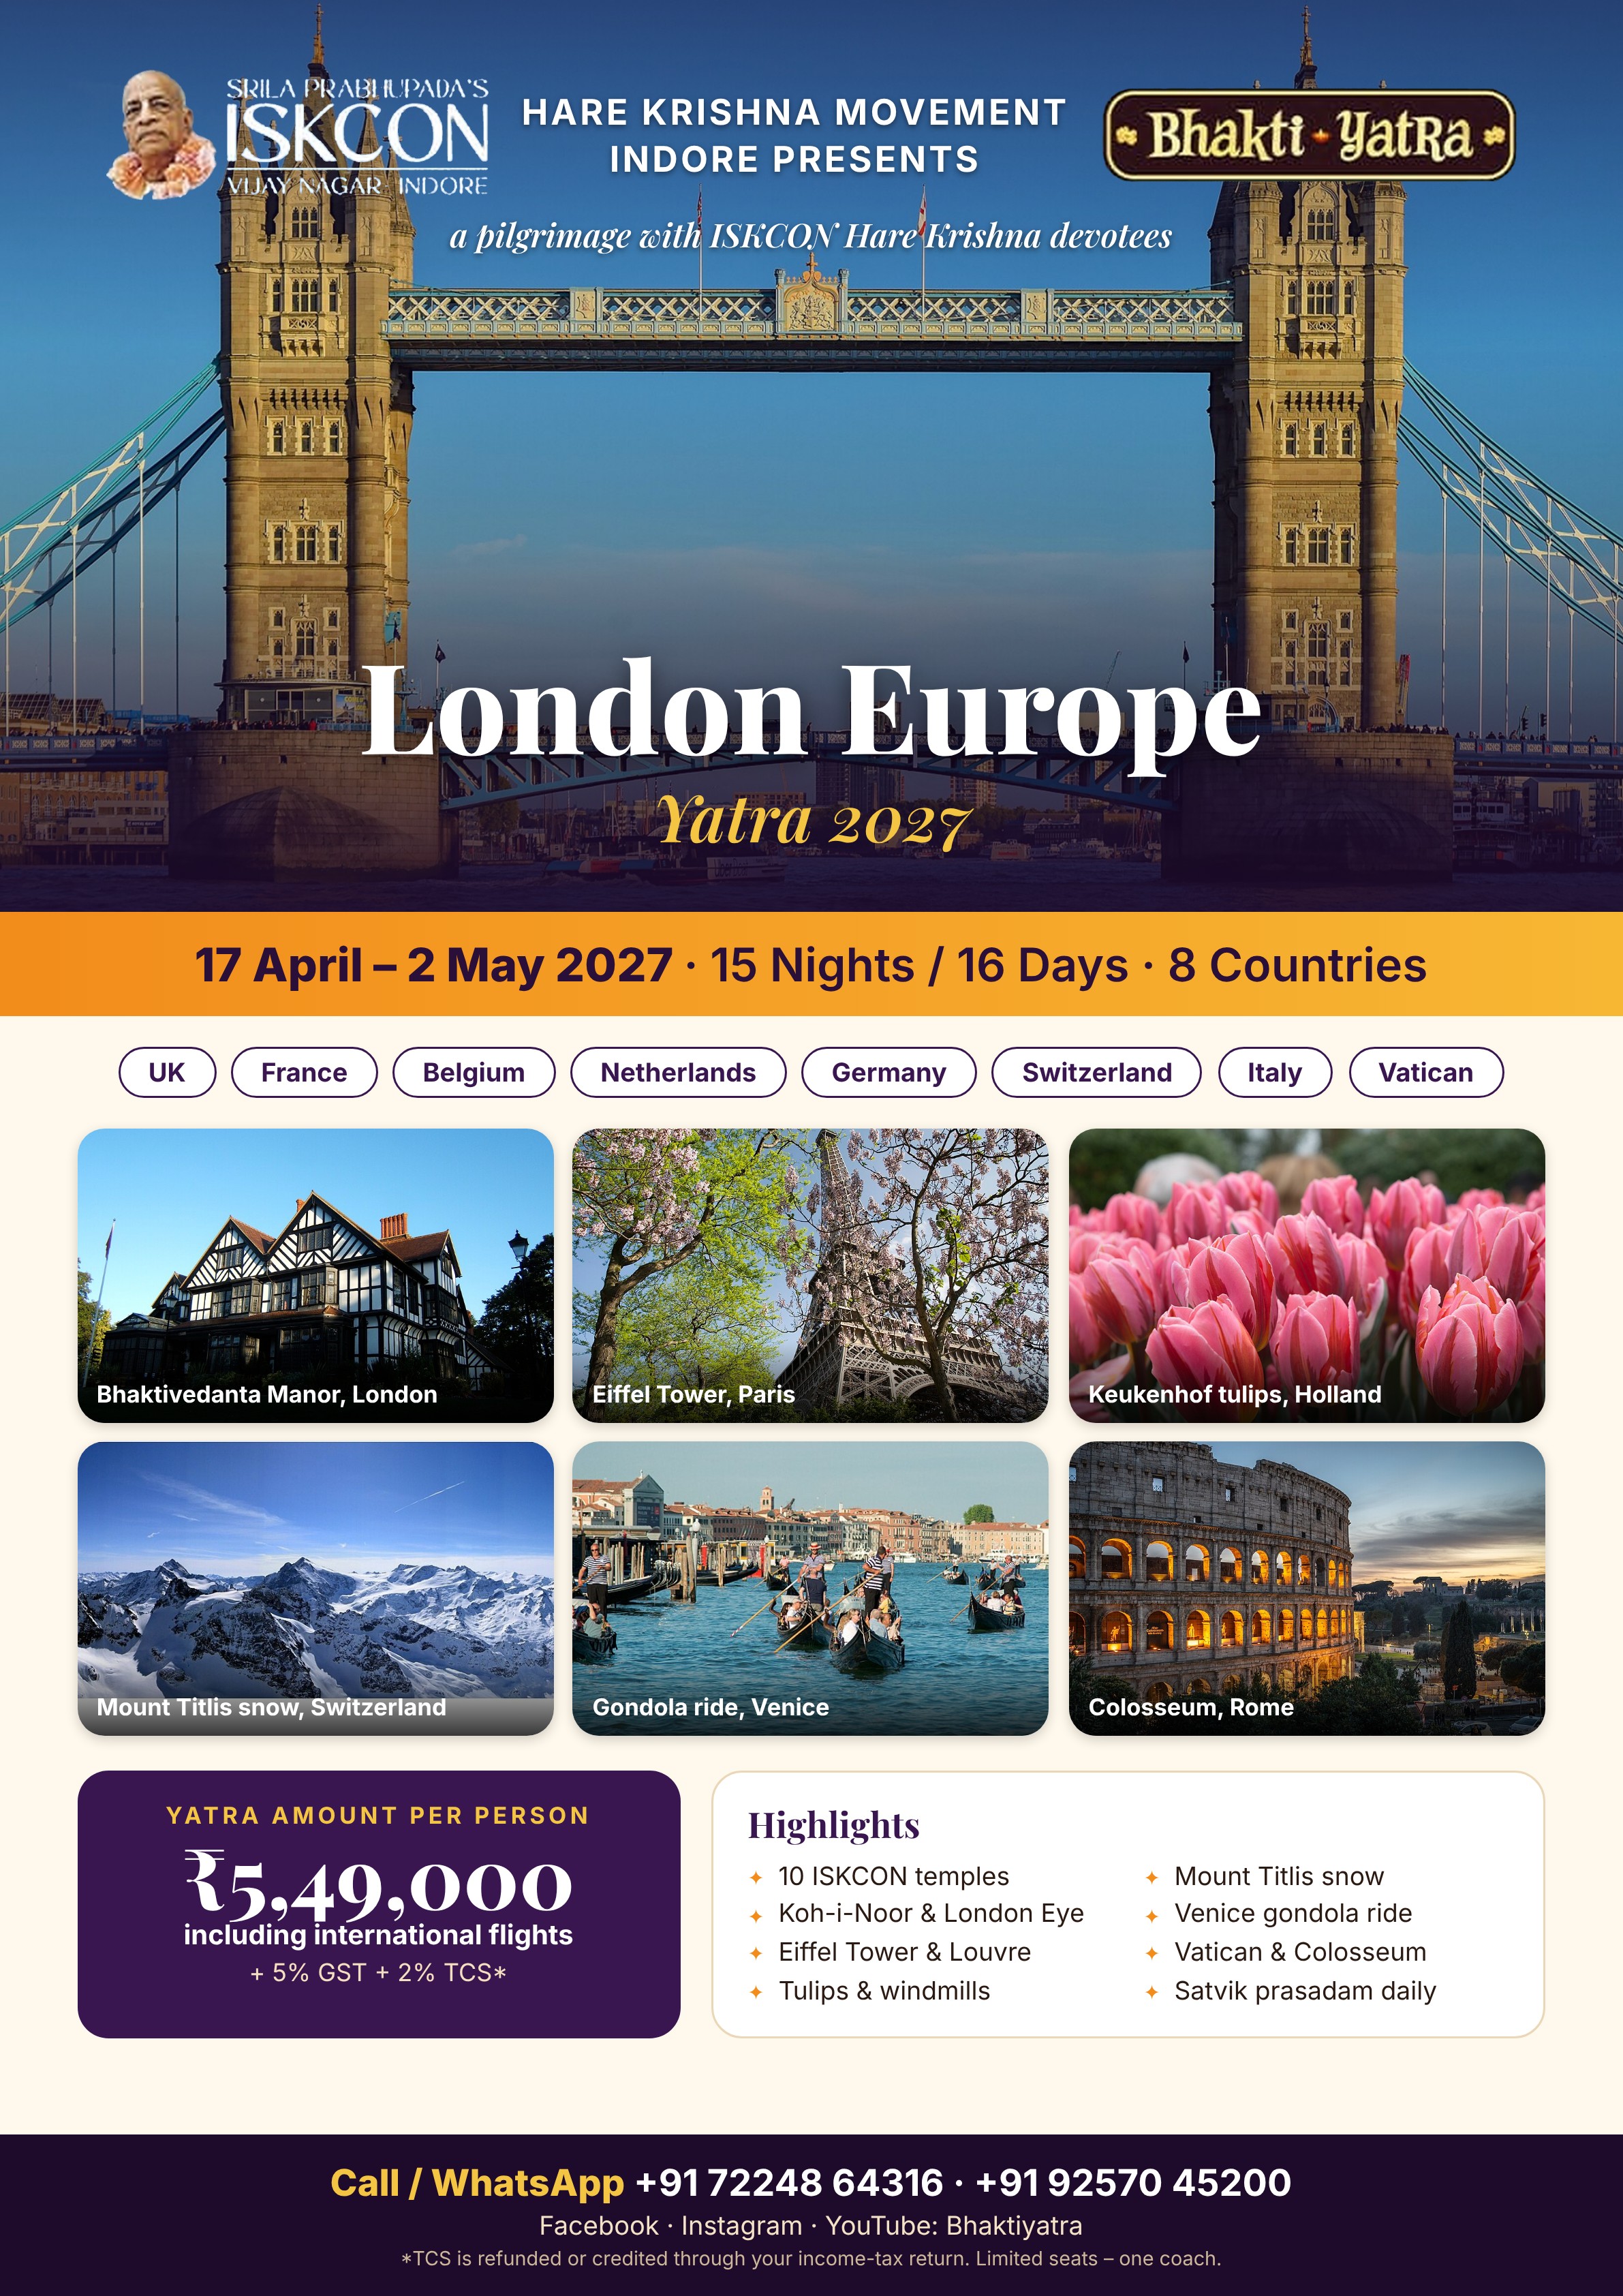 SRILA PRABHUPADA'S
ISKCON
VIJAY NAGAR INDORE
HARE KRISHNA MOVEMENT
INDORE PRESENTS
Bhakti Yatra
a pilgrimage with ISKCON Hare Krishna devotees
London Europe
Yatra 2027
17 April – 2 May 2027 · 15 Nights / 16 Days · 8 Countries
UK France Belgium Netherlands Germany Switzerland Italy Vatican
Bhaktivedanta Manor, London
Eiffel Tower, Paris
Keukenhof tulips, Holland
Mount Titlis snow, Switzerland
Gondola ride, Venice
Colosseum, Rome
YATRA AMOUNT PER PERSON
₹5,49,000
including international flights
+ 5% GST + 2% TCS*
Highlights
✦ 10 ISKCON temples
✦ Koh-i-Noor & London Eye
✦ Eiffel Tower & Louvre
✦ Tulips & windmills
✦ Mount Titlis snow
✦ Venice gondola ride
✦ Vatican & Colosseum
✦ Satvik prasadam daily
Call / WhatsApp +91 72248 64316 · +91 92570 45200
Facebook · Instagram · YouTube: Bhaktiyatra
*TCS is refunded or credited through your income-tax return. Limited seats – one coach.